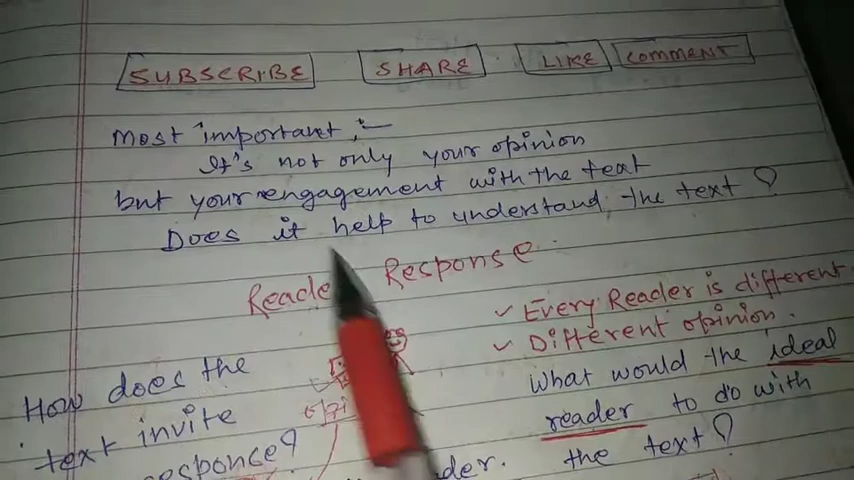 SUBSCRIBE SHARE LIKE COMMENT
Most important :-
It's not only your opinion
but your engagement with the text
Does it help to understand the text ?
Reader Response
✓ Every Reader is different
✓ Different opinion.
How does the
text invite
What would the ideal
reader to do with
the text ?